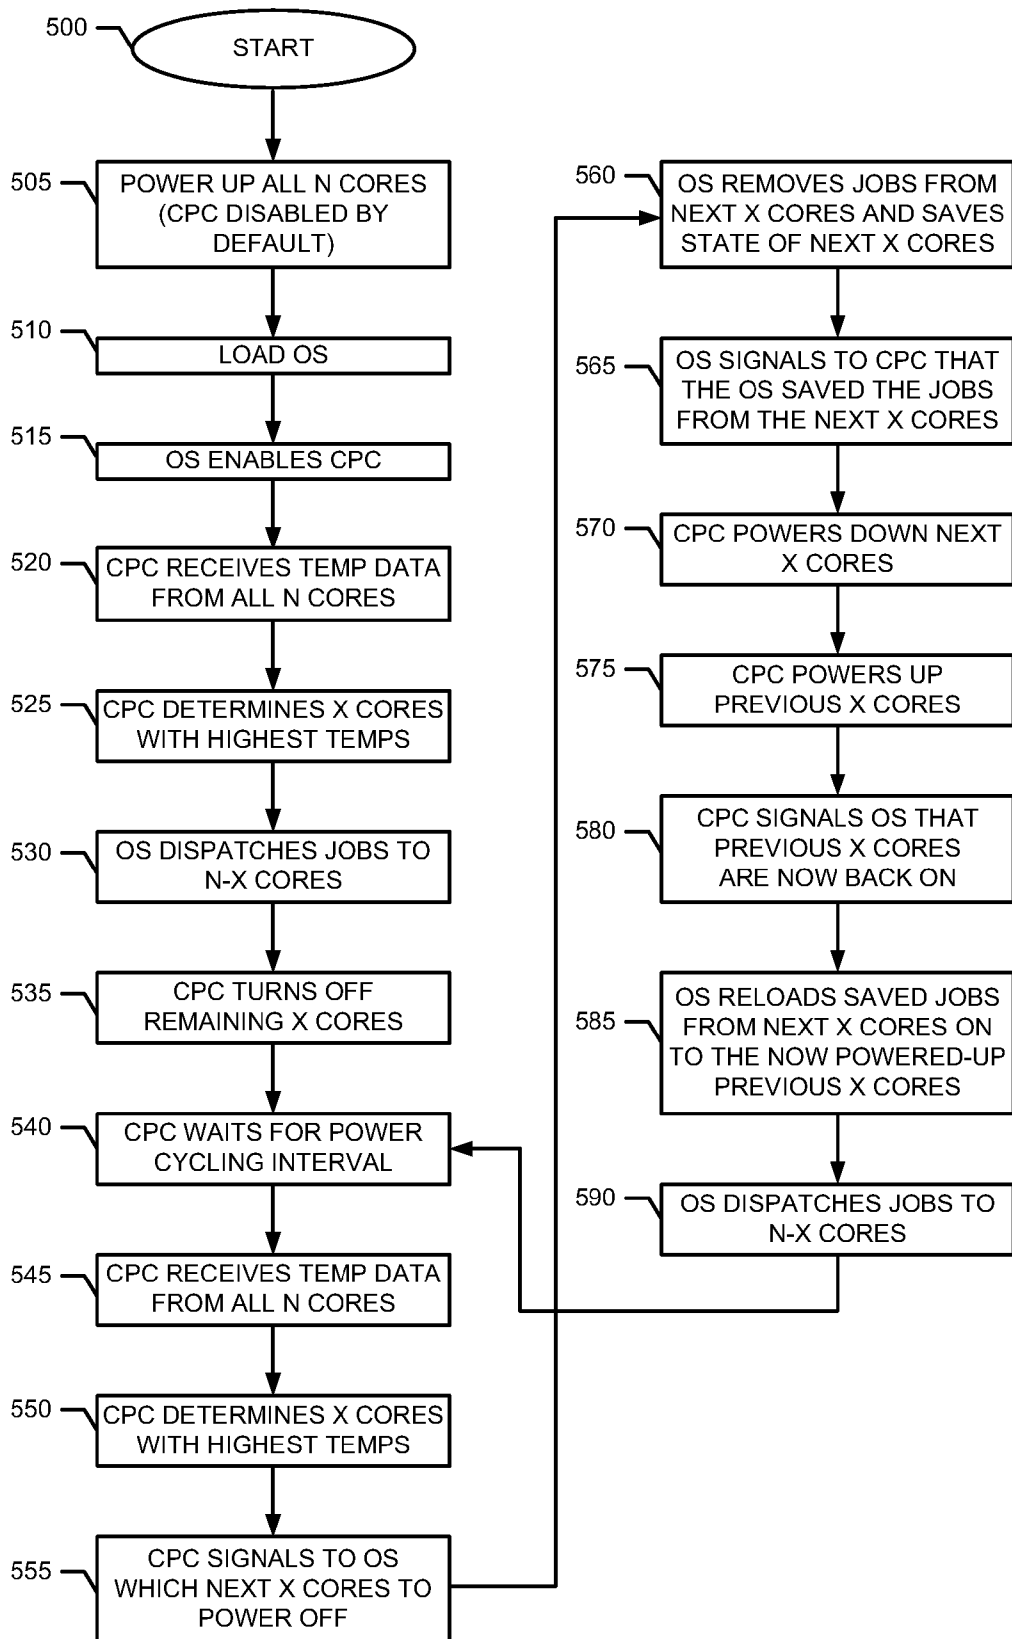 500
START
505
POWER UP ALL N CORES
(CPC DISABLED BY
DEFAULT)
510
LOAD OS
515
OS ENABLES CPC
520
CPC RECEIVES TEMP DATA
FROM ALL N CORES
525
CPC DETERMINES X CORES
WITH HIGHEST TEMPS
530
OS DISPATCHES JOBS TO
N-X CORES
535
CPC TURNS OFF
REMAINING X CORES
540
CPC WAITS FOR POWER
CYCLING INTERVAL
545
CPC RECEIVES TEMP DATA
FROM ALL N CORES
550
CPC DETERMINES X CORES
WITH HIGHEST TEMPS
555
CPC SIGNALS TO OS
WHICH NEXT X CORES TO
POWER OFF
560
OS REMOVES JOBS FROM
NEXT X CORES AND SAVES
STATE OF NEXT X CORES
565
OS SIGNALS TO CPC THAT
THE OS SAVED THE JOBS
FROM THE NEXT X CORES
570
CPC POWERS DOWN NEXT
X CORES
575
CPC POWERS UP
PREVIOUS X CORES
580
CPC SIGNALS OS THAT
PREVIOUS X CORES
ARE NOW BACK ON
585
OS RELOADS SAVED JOBS
FROM NEXT X CORES ON
TO THE NOW POWERED-UP
PREVIOUS X CORES
590
OS DISPATCHES JOBS TO
N-X CORES